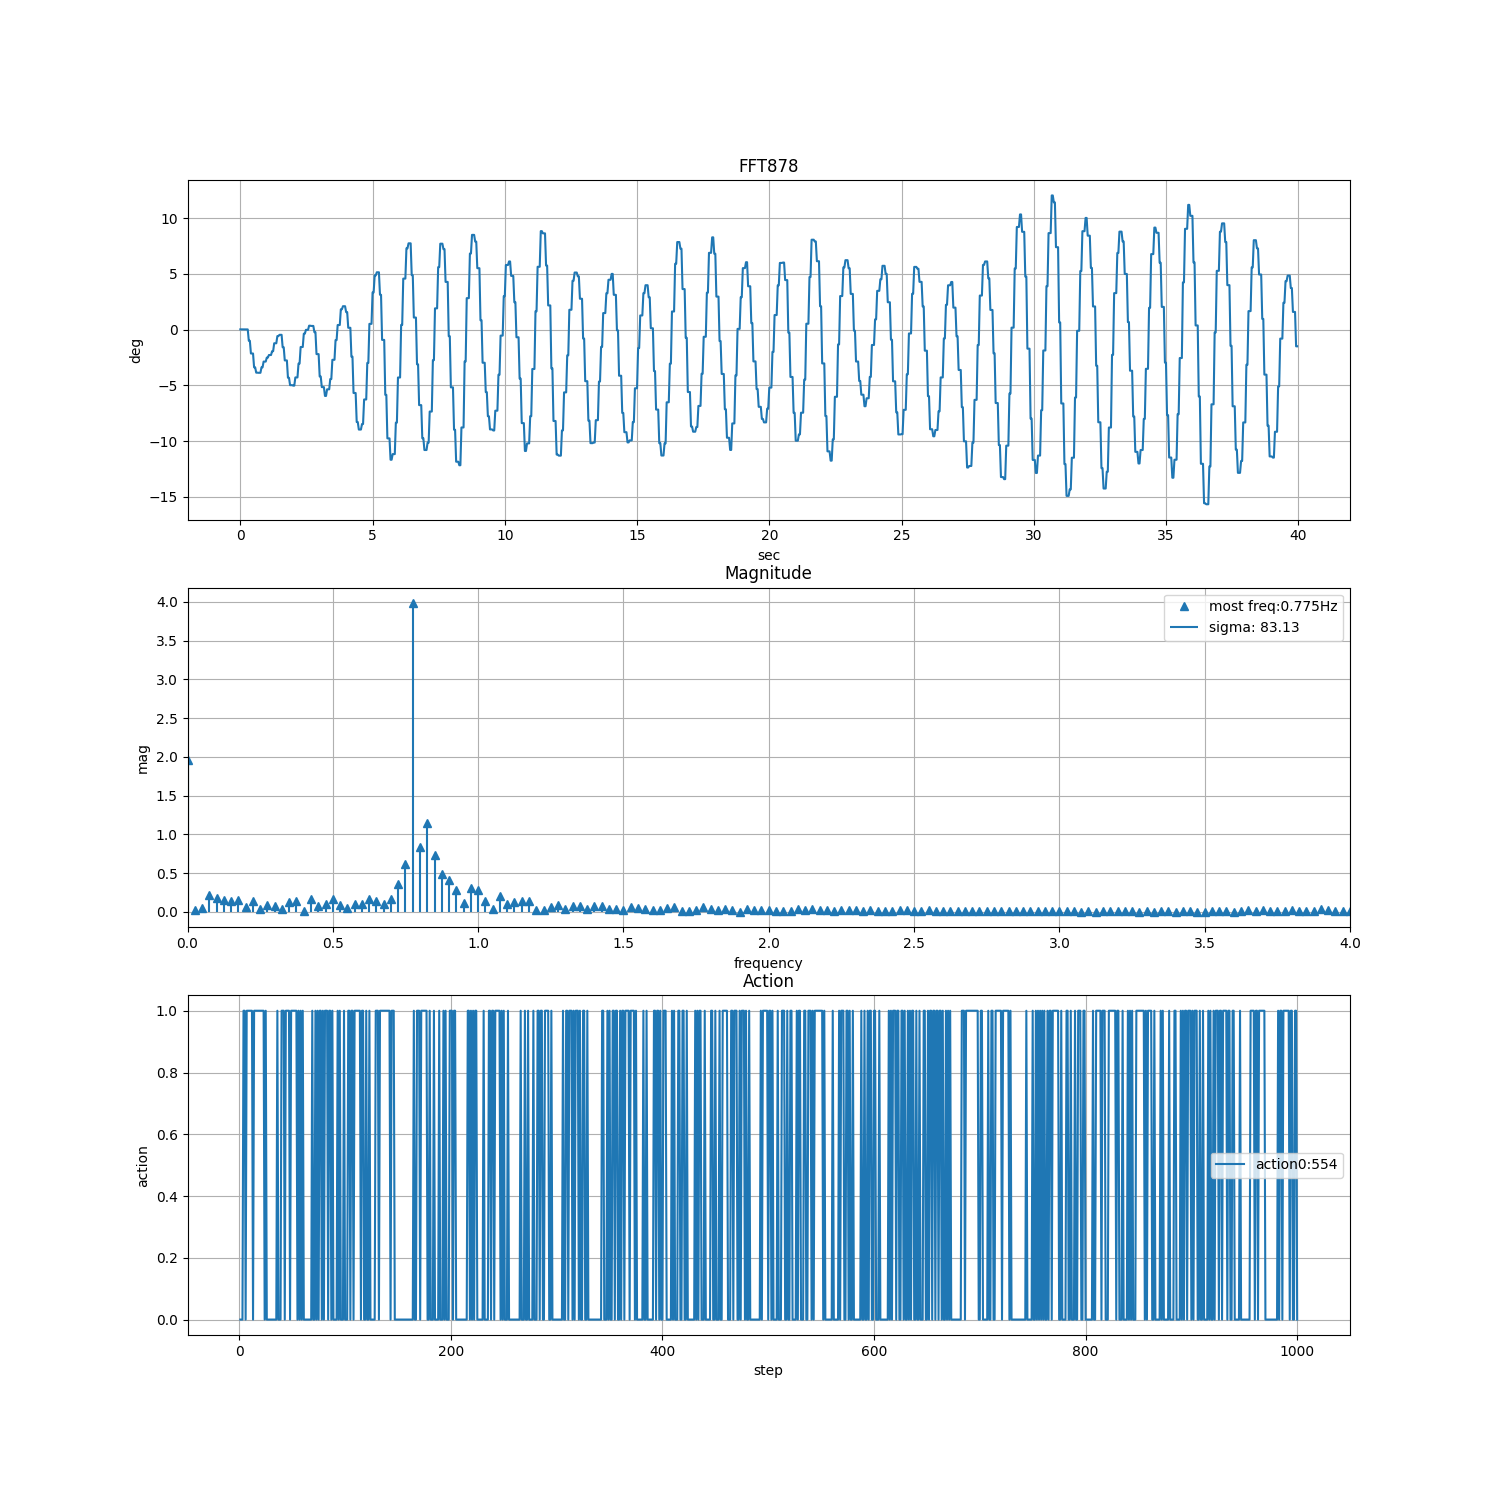 FFT878
10
5
0
−5
−10
−15
deg
0 5 10 15 20 25 30 35 40
sec
Magnitude
4.0
3.5
3.0
2.5
2.0
1.5
1.0
0.5
0.0
mag
most freq:0.775Hz
sigma: 83.13
0.0 0.5 1.0 1.5 2.0 2.5 3.0 3.5 4.0
frequency
Action
1.0
0.8
0.6
0.4
0.2
0.0
action
action0:554
0 200 400 600 800 1000
step